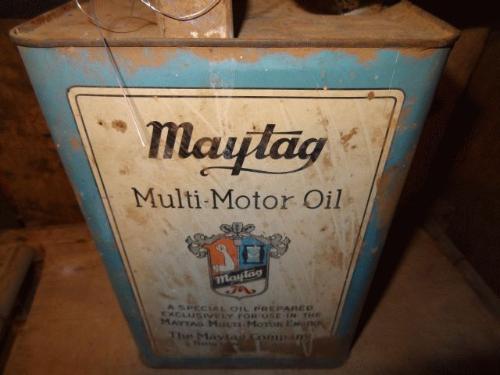 Maytag
Multi-Motor Oil
Maytag
M
A SPECIAL OIL PREPARED
EXCLUSIVELY FOR USE IN THE
MAYTAG MULTI-MOTOR ENGINE
The Maytag Company